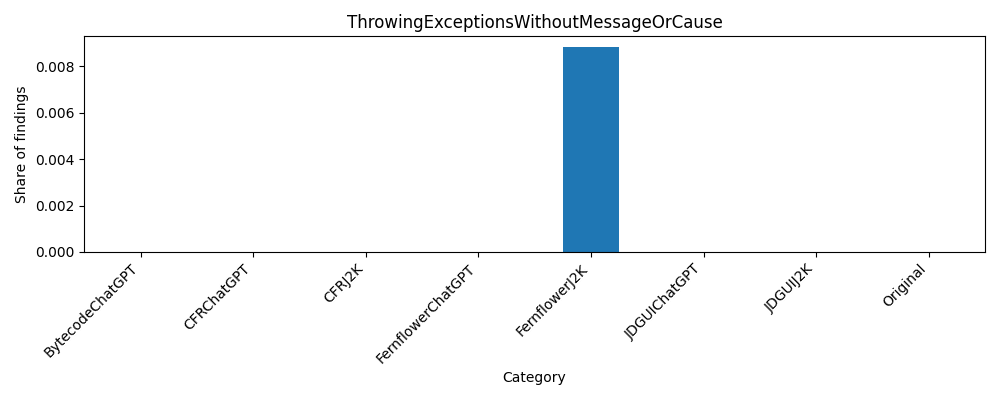 ThrowingExceptionsWithoutMessageOrCause
Share of findings
0.008
0.006
0.004
0.002
0.000
BytecodeChatGPT
CFRChatGPT
CFRJ2K
FernflowerChatGPT
FernflowerJ2K
JDGUIChatGPT
JDGUIJ2K
Original
Category